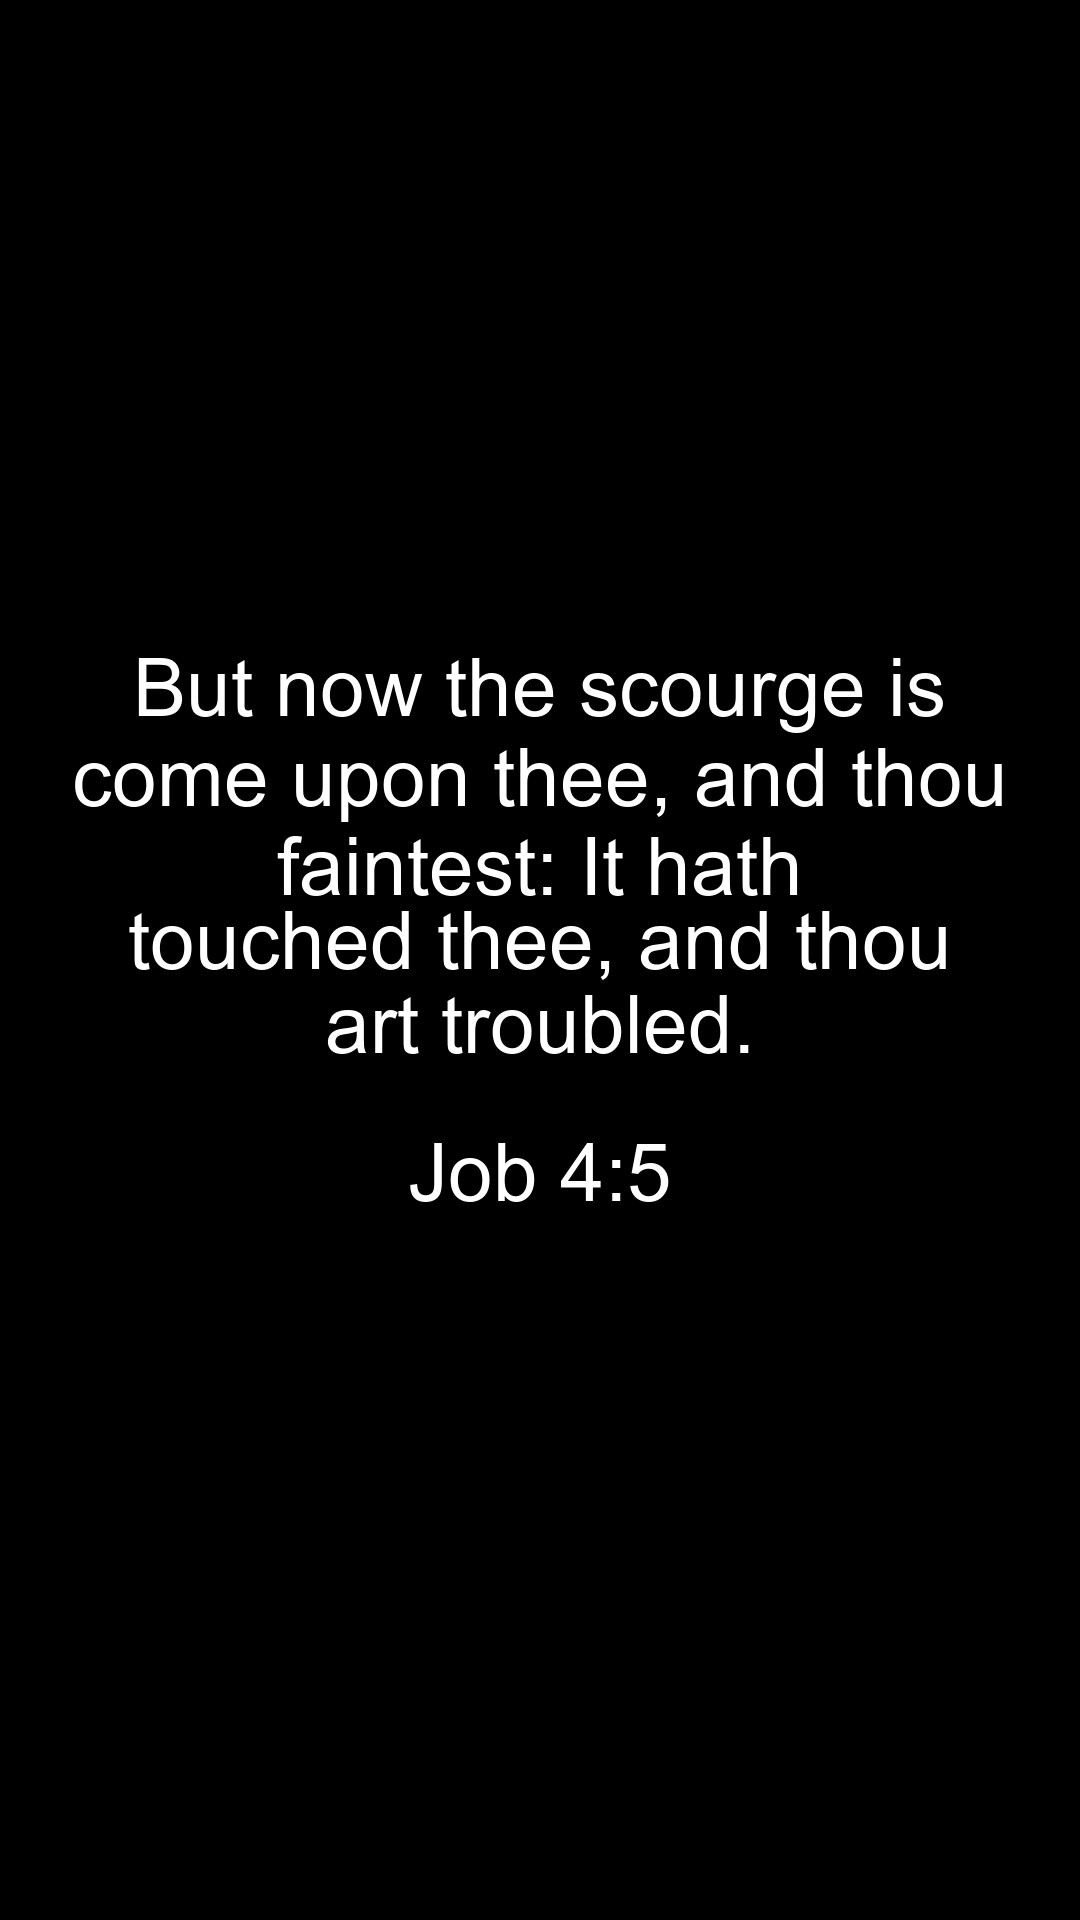 But now the scourge is
come upon thee, and thou
faintest: It hath
touched thee, and thou
art troubled.
Job 4:5